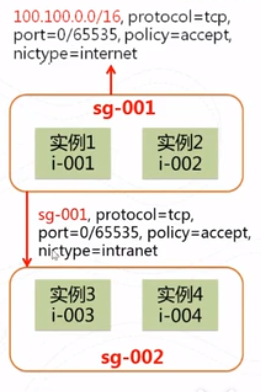 100.100.0.0/16, protocol=tcp,
port=0/65535, policy=accept,
nictype=internet
sg-001
实例1
i-001
实例2
i-002
sg-001, protocol=tcp,
port=0/65535, policy=accept,
nictype=intranet
实例3
i-003
实例4
i-004
sg-002